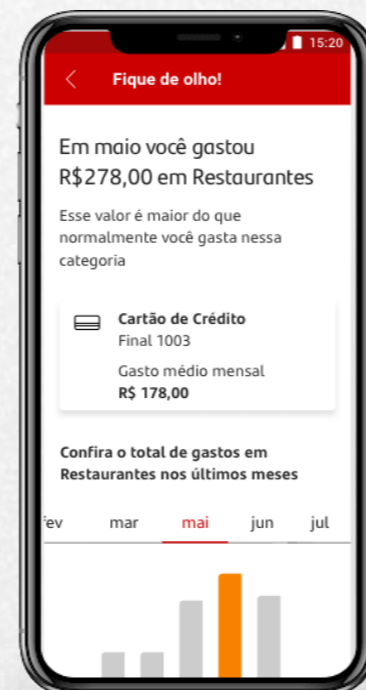 15:20
Fique de olho!
Em maio você gastou
R$278,00 em Restaurantes
Esse valor é maior do que
normalmente você gasta nessa
categoria
Cartão de Crédito
Final 1003
Gasto médio mensal
R$ 178,00
Confira o total de gastos em
Restaurantes nos últimos meses
fev mar mai jun jul